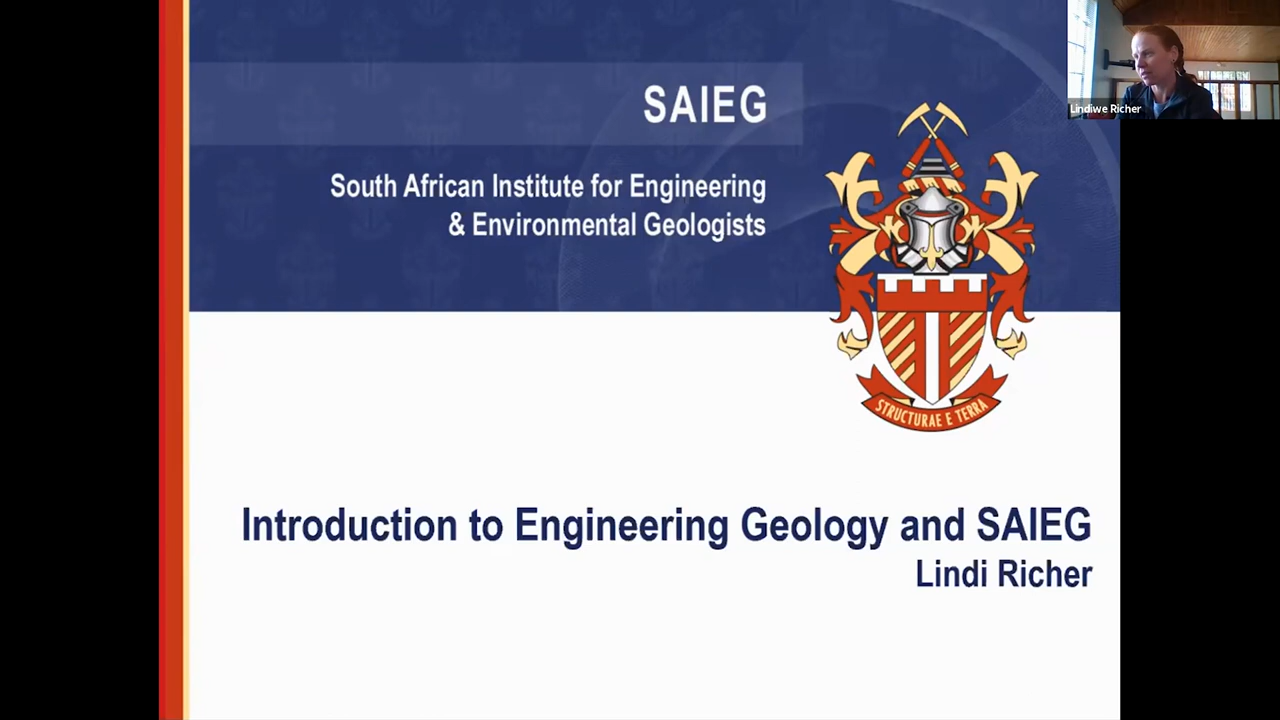 SAIEG
South African Institute for Engineering
& Environmental Geologists
STRUCTURAE E TERRA
Introduction to Engineering Geology and SAIEG
Lindi Richer
Lindiwe Richer